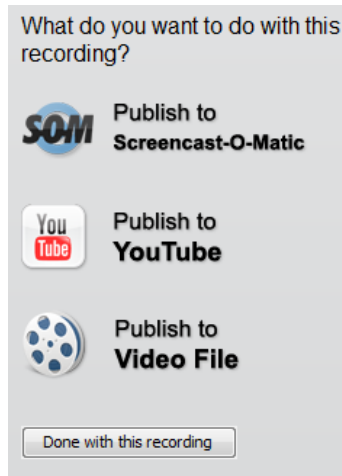 What do you want to do with this
recording?
SOM
Publish to
Screencast-O-Matic
You
Tube
Publish to
YouTube
Publish to
Video File
Done with this recording